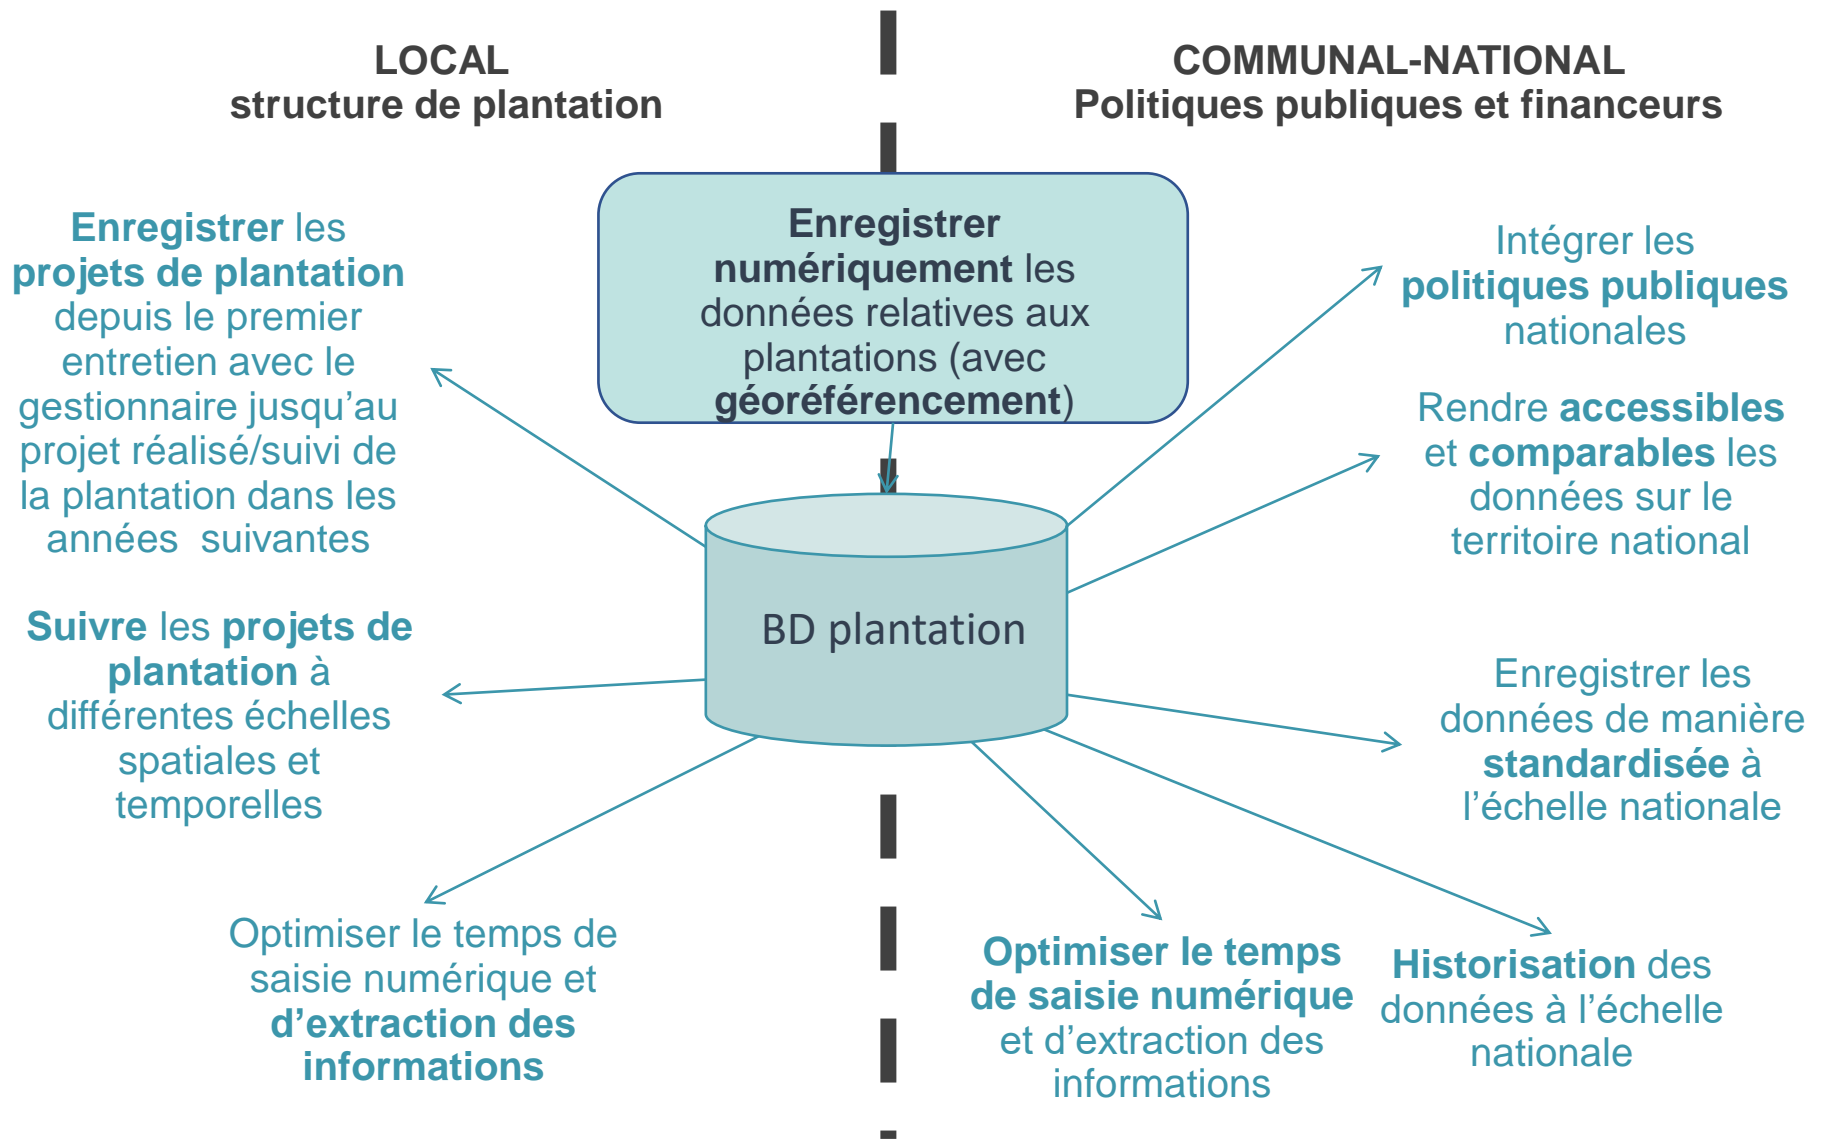 LOCAL
structure de plantation
COMMUNAL-NATIONAL
Politiques publiques et financeurs
Enregistrer
numériquement les
données relatives aux
plantations (avec
géoréférencement)
Enregistrer les
projets de plantation
depuis le premier
entretien avec le
gestionnaire jusqu’au
projet réalisé/suivi de
la plantation dans les
années  suivantes
Suivre les projets de
plantation à
différentes échelles
spatiales et
temporelles
Optimiser le temps de
saisie numérique et
d’extraction des
informations
BD plantation
Intégrer les
politiques publiques
nationales
Rendre accessibles
et comparables les
données sur le
territoire national
Enregistrer les
données de manière
standardisée à
l’échelle nationale
Optimiser le temps
de saisie numérique
et d’extraction des
informations
Historisation des
données à l’échelle
nationale